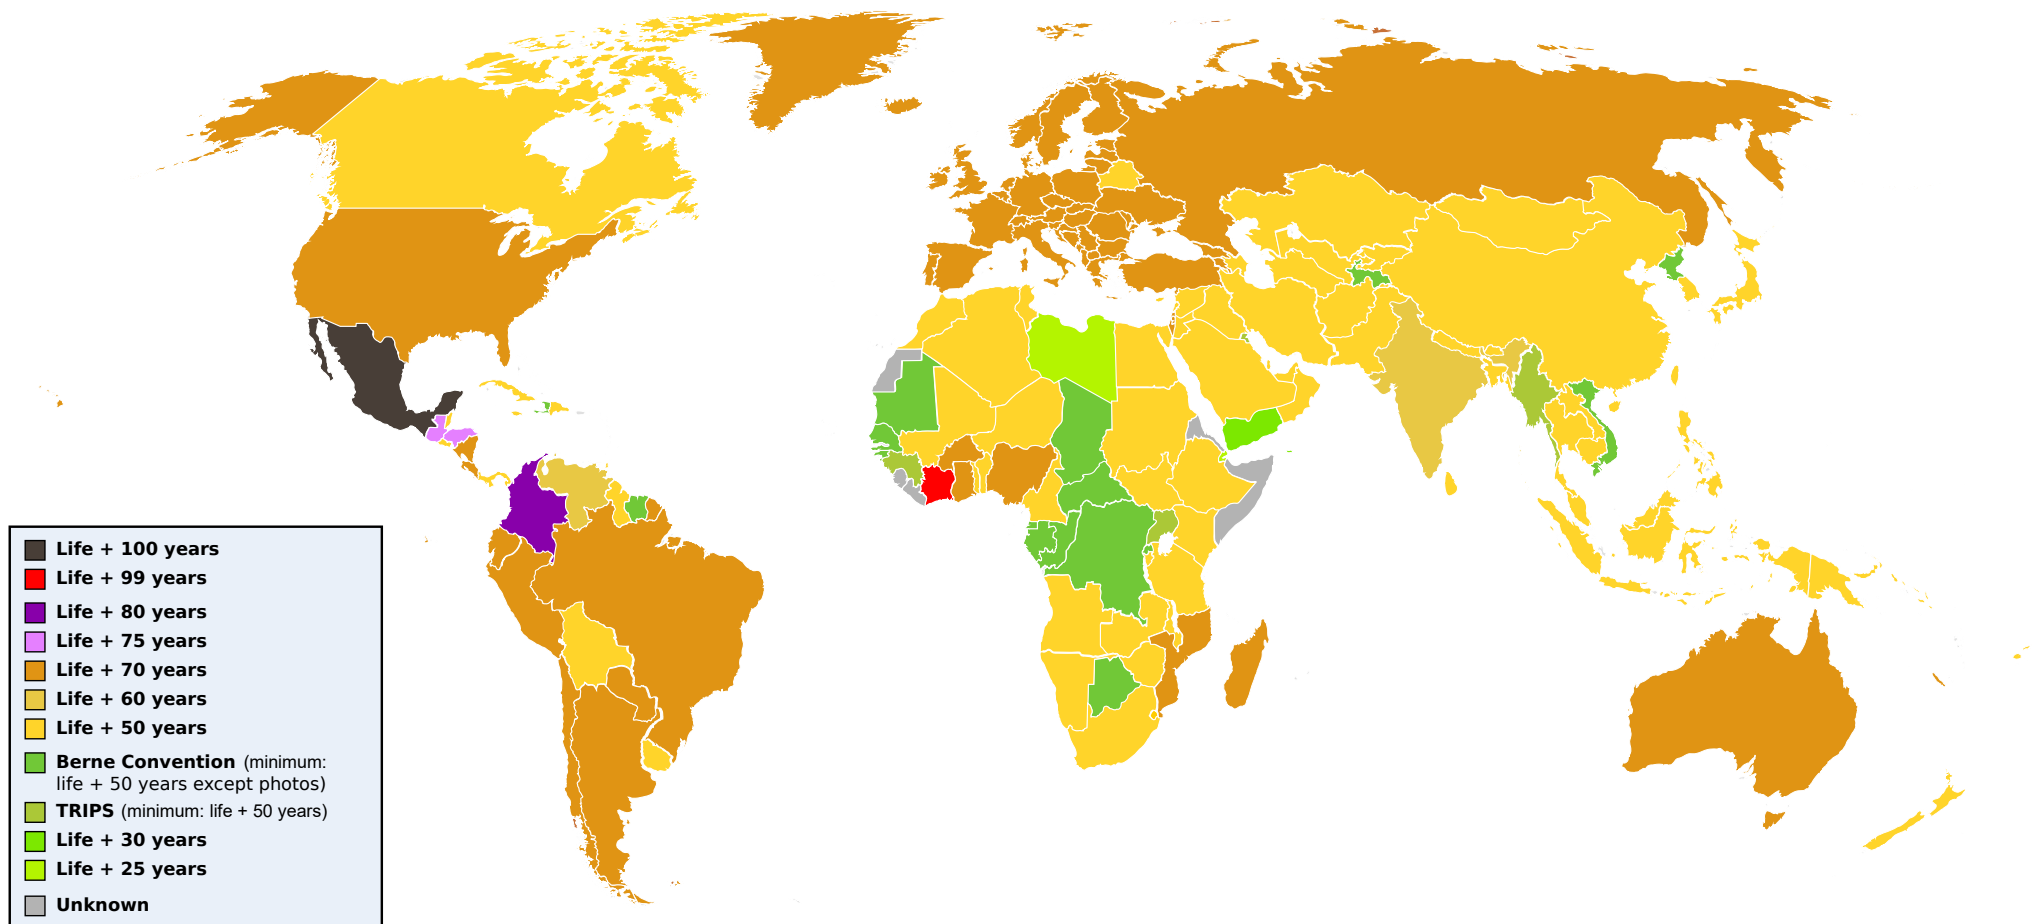 Life + 100 years
Life + 99 years
Life + 80 years
Life + 75 years
Life + 70 years
Life + 60 years
Life + 50 years
Berne Convention (minimum:
life + 50 years except photos)
TRIPS (minimum: life + 50 years)
Life + 30 years
Life + 25 years
Unknown